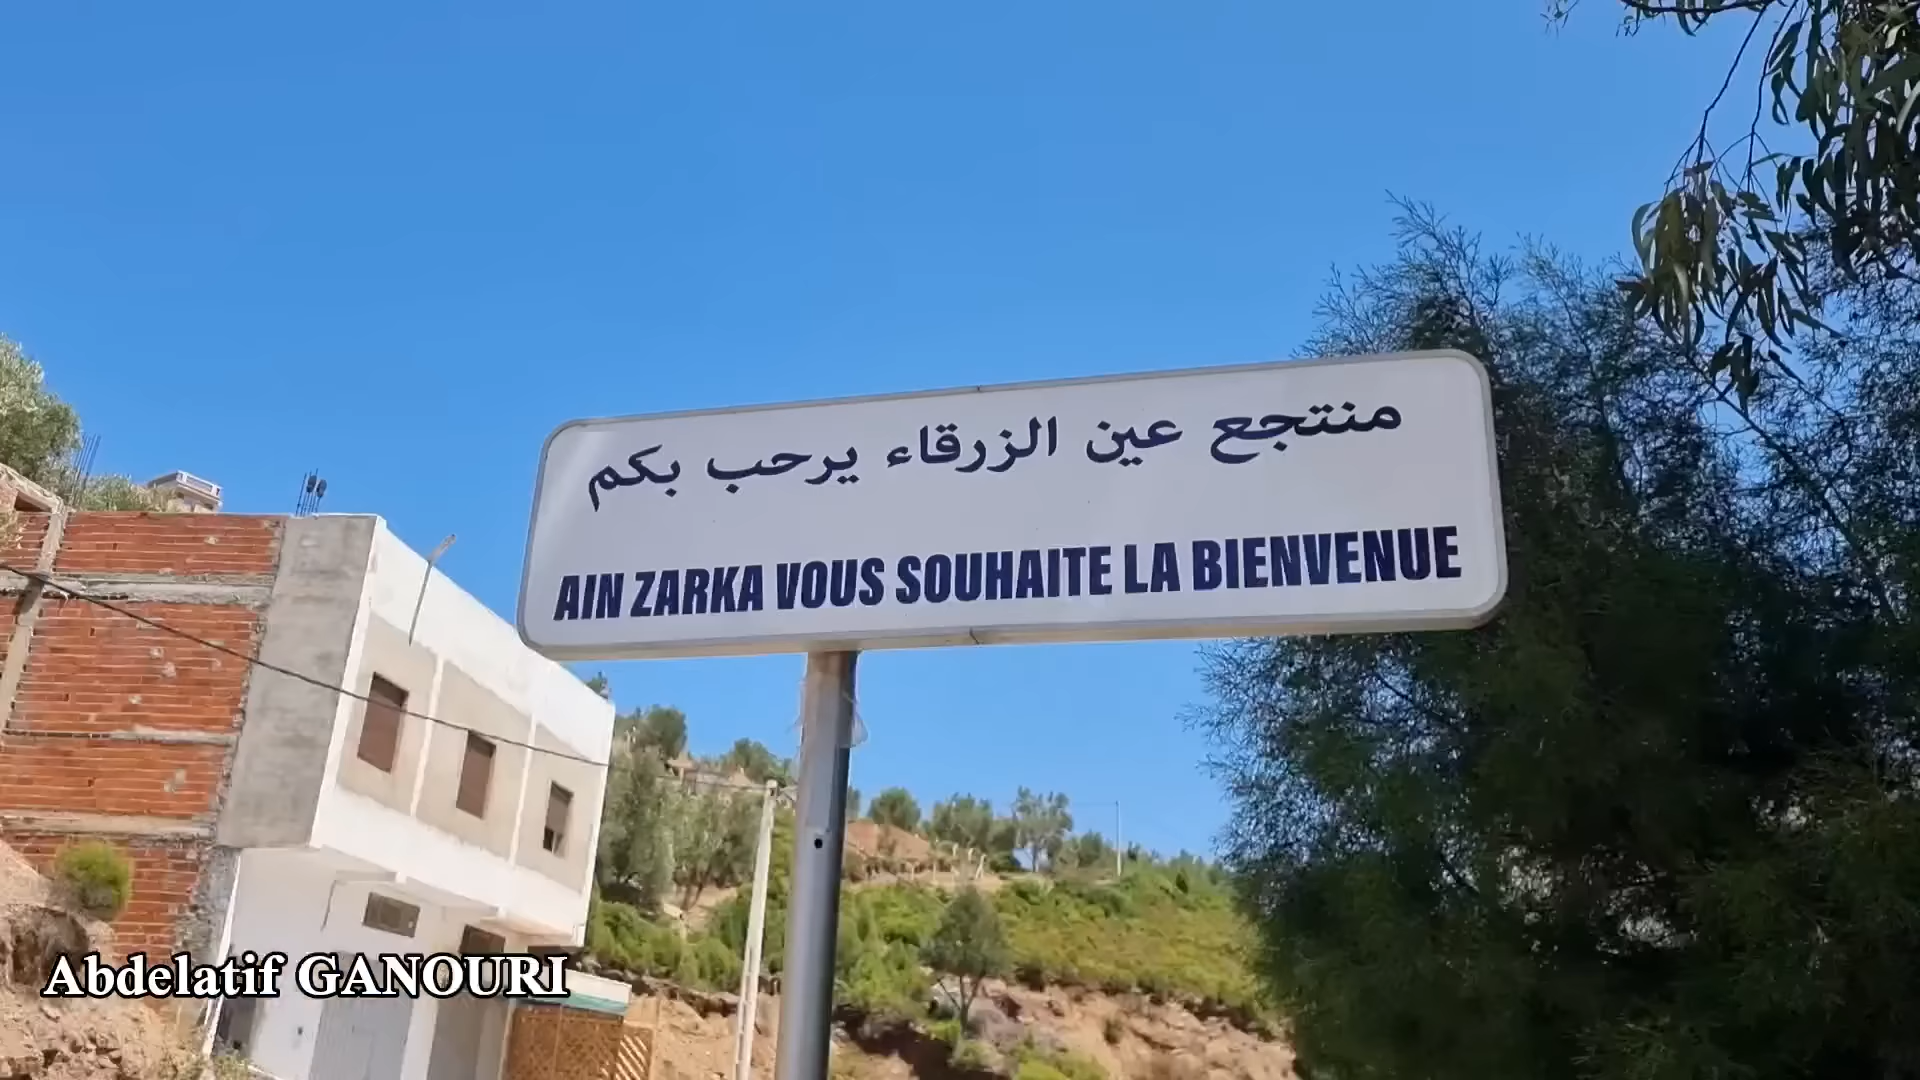 منتجع عين الزرقاء يرحب بكم
AIN ZARKA VOUS SOUHAITE LA BIENVENUE
Abdelatif GANOURI